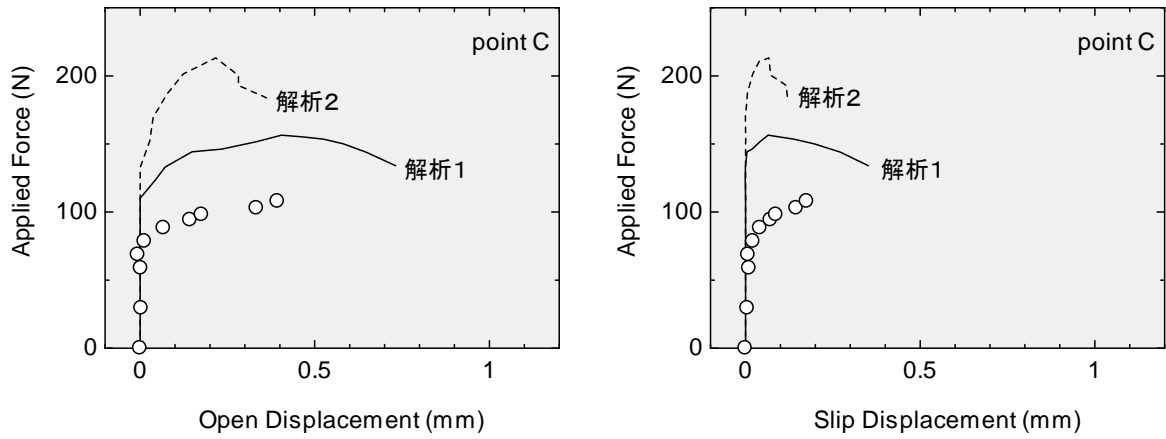 point C
200
解析2
解析1
100
0
0
0.5
1
Applied Force (N)
Open Displacement (mm)
point C
200
解析2
解析1
100
0
0
0.5
1
Applied Force (N)
Slip Displacement (mm)